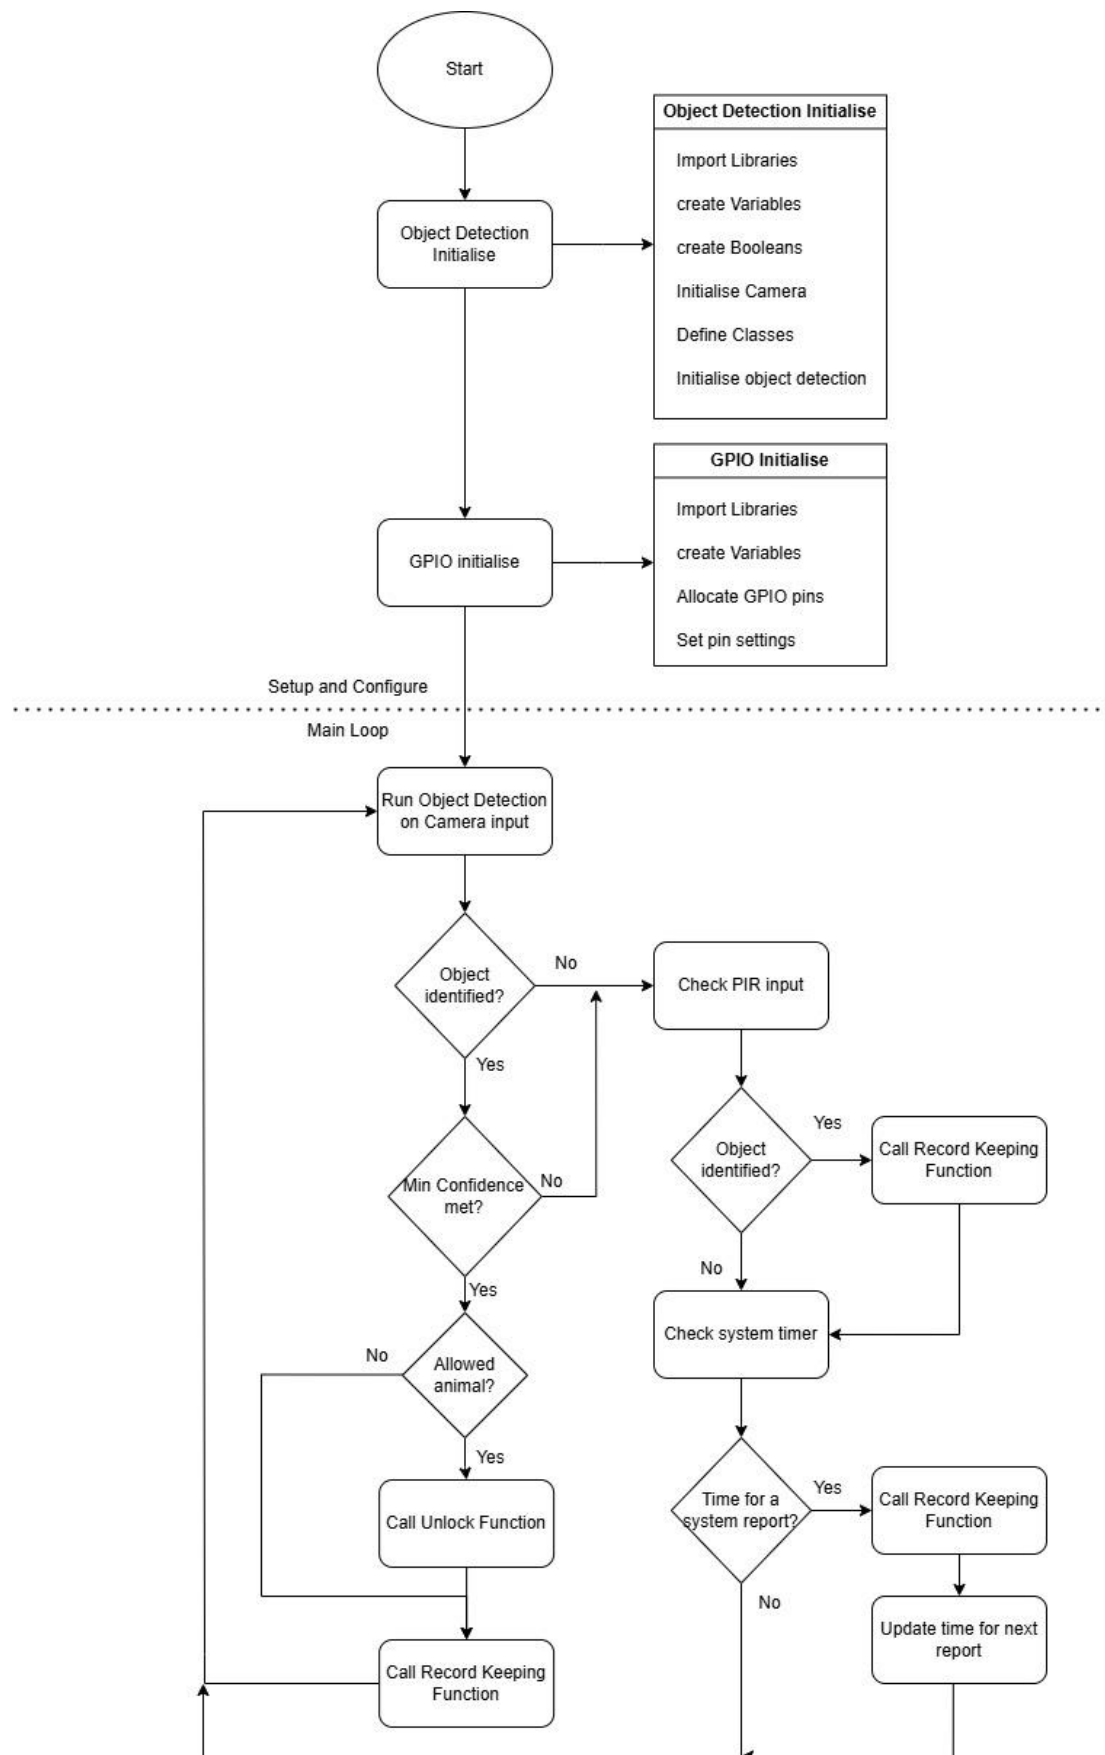 Start
Object Detection
Initialise
Object Detection Initialise
Import Libraries
create Variables
create Booleans
Initialise Camera
Define Classes
Initialise object detection
GPIO initialise
GPIO Initialise
Import Libraries
create Variables
Allocate GPIO pins
Set pin settings
Setup and Configure
Main Loop
Run Object Detection
on Camera input
Object
identified?
No
Yes
Check PIR input
Min Confidence
met?
No
Yes
Object
identified?
Yes
No
Call Record Keeping
Function
Check system timer
Allowed
animal?
No
Yes
Call Unlock Function
Time for a
system report?
Yes
No
Call Record Keeping
Function
Update time for next
report
Call Record Keeping
Function